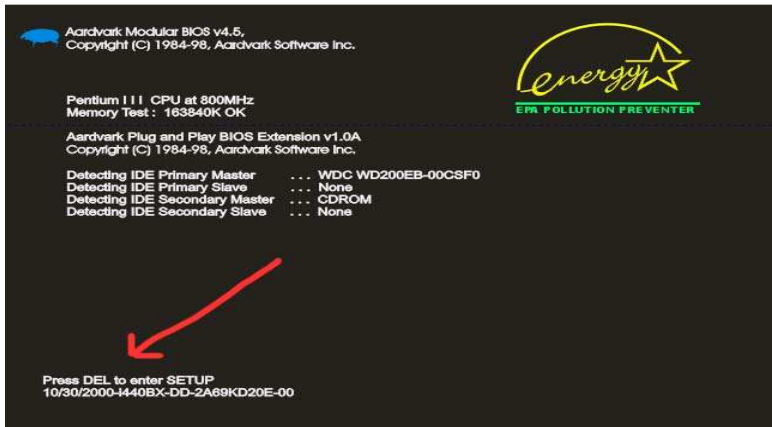 Aardvark Modular BIOS v4.5,
Copyright (C) 1984-98, Aardvark Software Inc.
energy
EPA POLLUTION PREVENTER
Pentium III CPU at 800MHz
Memory Test : 163840K OK
Aardvark Plug and Play BIOS Extension v1.0A
Copyright (C) 1984-98, Aardvark Software Inc.
Detecting IDE Primary Master ... WDC WD200EB-00CSF0
Detecting IDE Primary Slave ... None
Detecting IDE Secondary Master ... CDROM
Detecting IDE Secondary Slave ... None
Press DEL to enter SETUP
10/30/2000-i440BX-DD-2A69KD20E-00